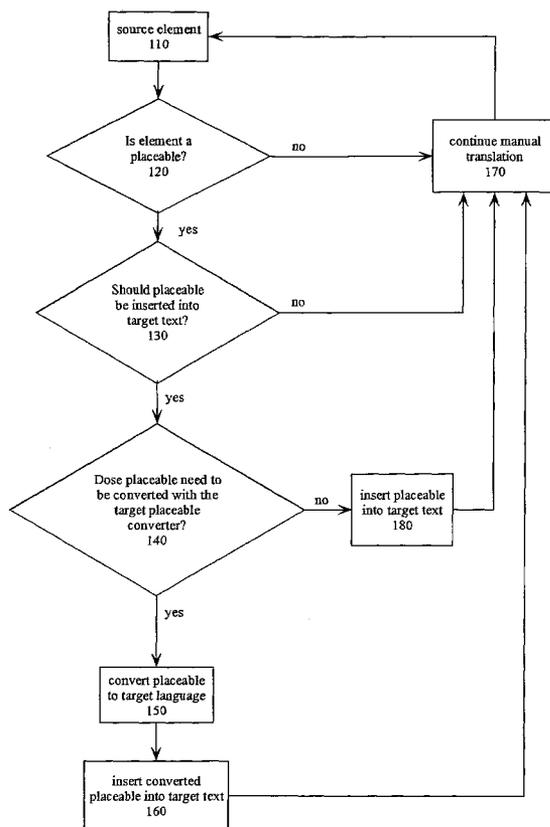 source element
110
Is element a
placeable?
120
no
continue manual
translation
170
yes
Should placeable
be inserted into
target text?
130
no
yes
Dose placeable need to
be converted with the
target placeable
converter?
140
no
insert placeable
into target text
180
yes
convert placeable
to target language
150
insert converted
placeable into target text
160